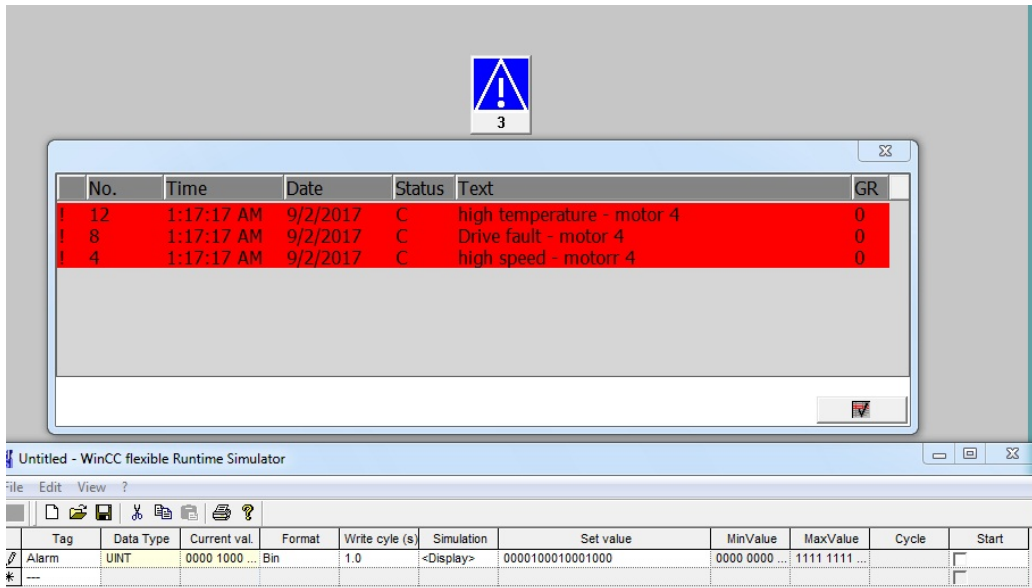 3
No. Time Date Status Text GR
! 12 1:17:17 AM 9/2/2017 C high temperature - motor 4 0
! 8 1:17:17 AM 9/2/2017 C Drive fault - motor 4 0
! 4 1:17:17 AM 9/2/2017 C high speed - motorr 4 0
Untitled - WinCC flexible Runtime Simulator
File Edit View ?
Tag Data Type Current val. Format Write cyle (s) Simulation Set value MinValue MaxValue Cycle Start
Alarm UINT 0000 1000 ... Bin 1.0 <Display> 0000100010001000 0000 0000 ... 1111 1111 ...
* ---